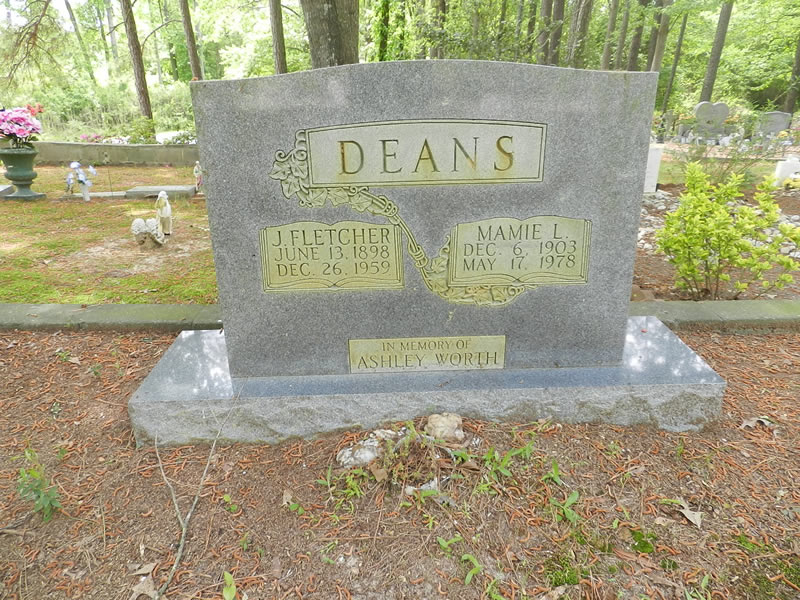 DEANS
J. FLETCHER
JUNE 13, 1898
DEC. 26, 1959
MAMIE L.
DEC. 6, 1903
MAY 17, 1978
IN MEMORY OF
ASHLEY WORTH